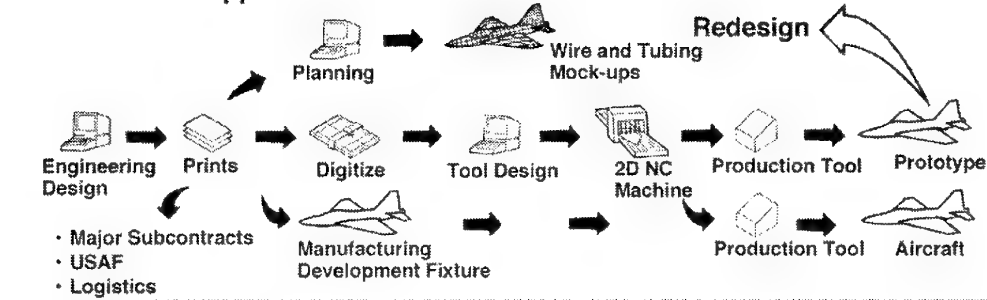 Redesign
Planning
Wire and Tubing
Mock-ups
Engineering
Design
Prints
Digitize
Tool Design
2D NC
Machine
Production Tool
Prototype
• Major Subcontracts
• USAF
• Logistics
Manufacturing
Development Fixture
Production Tool
Aircraft